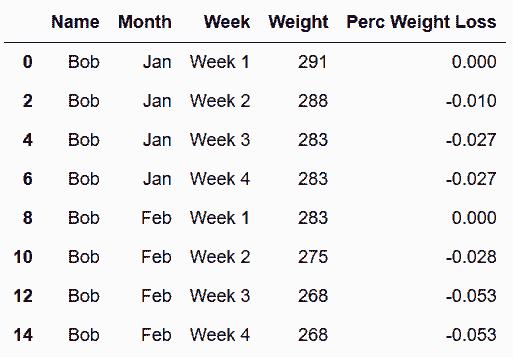 Name Month Week Weight Perc Weight Loss
0 Bob Jan Week 1 291 0.000
2 Bob Jan Week 2 288 -0.010
4 Bob Jan Week 3 283 -0.027
6 Bob Jan Week 4 283 -0.027
8 Bob Feb Week 1 283 0.000
10 Bob Feb Week 2 275 -0.028
12 Bob Feb Week 3 268 -0.053
14 Bob Feb Week 4 268 -0.053